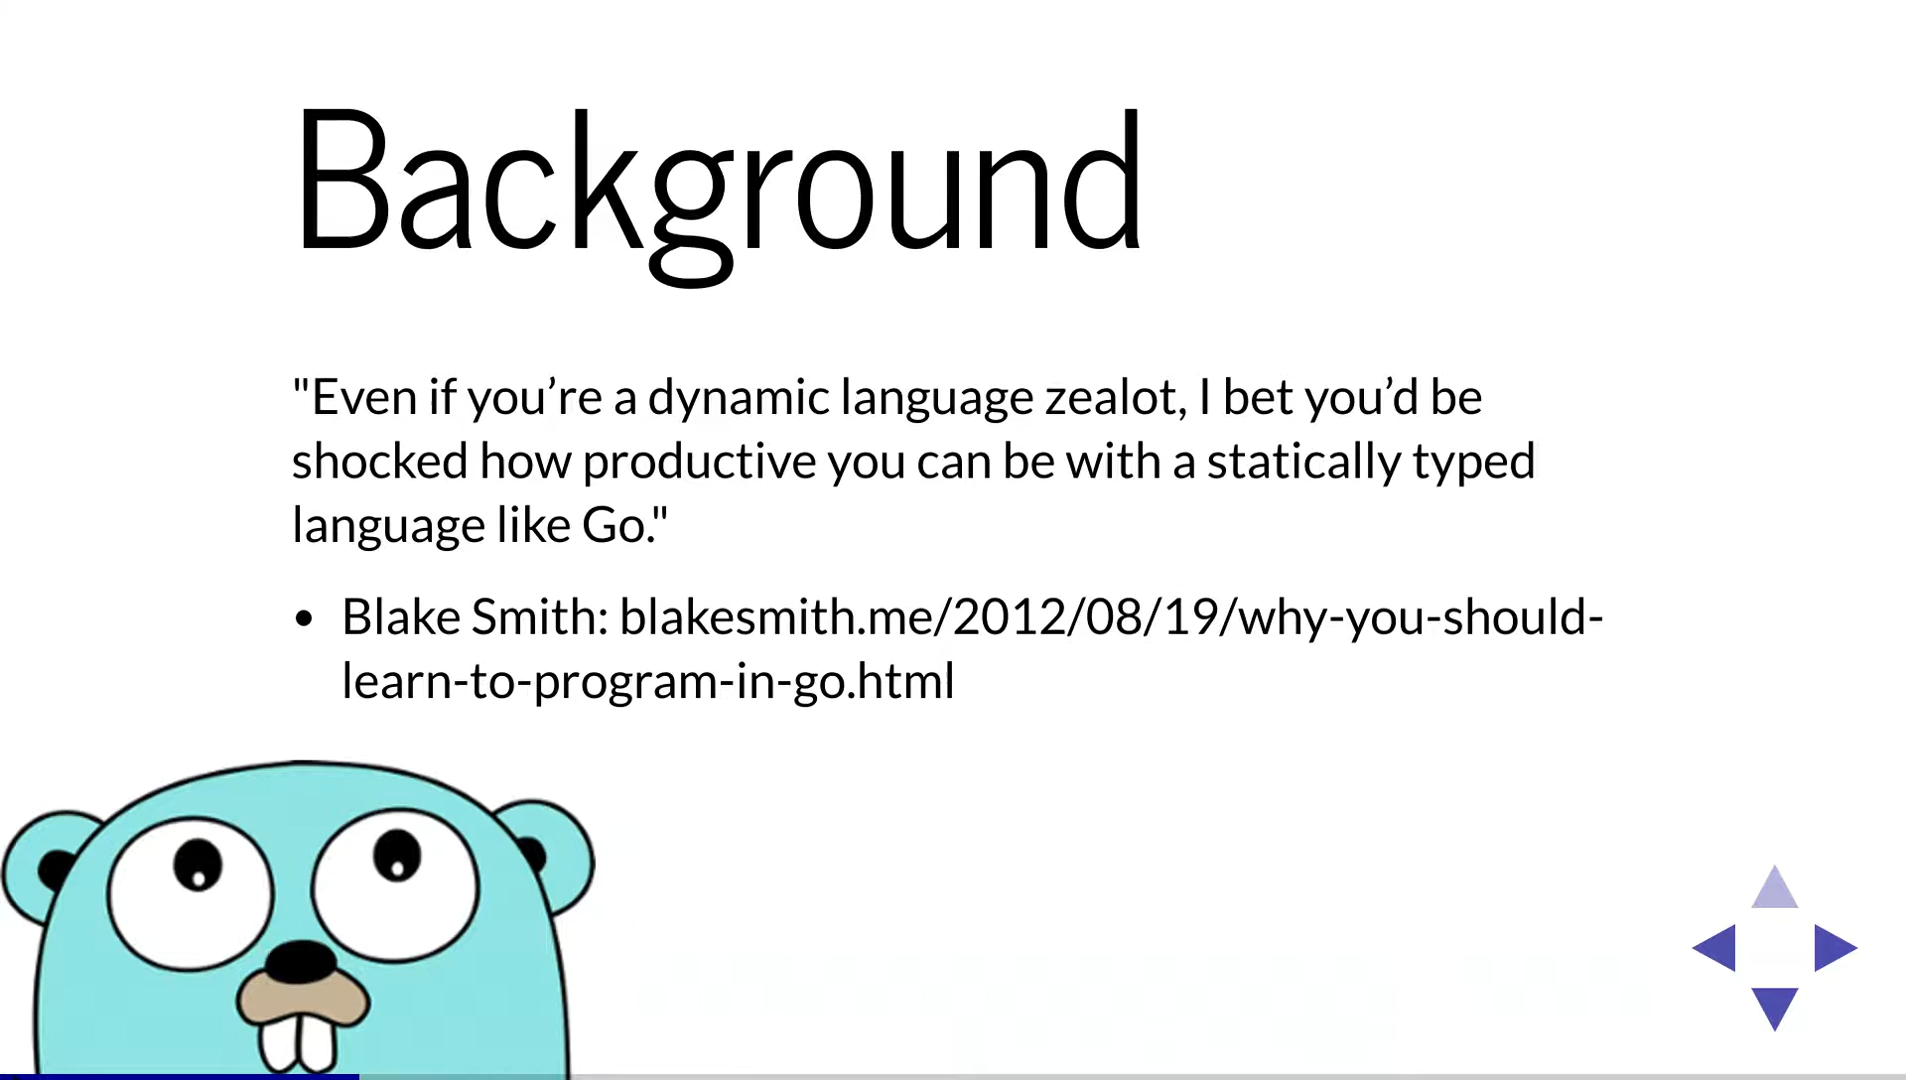 Background
"Even if you’re a dynamic language zealot, I bet you’d be
shocked how productive you can be with a statically typed
language like Go."
• Blake Smith: blakesmith.me/2012/08/19/why-you-should-
learn-to-program-in-go.html